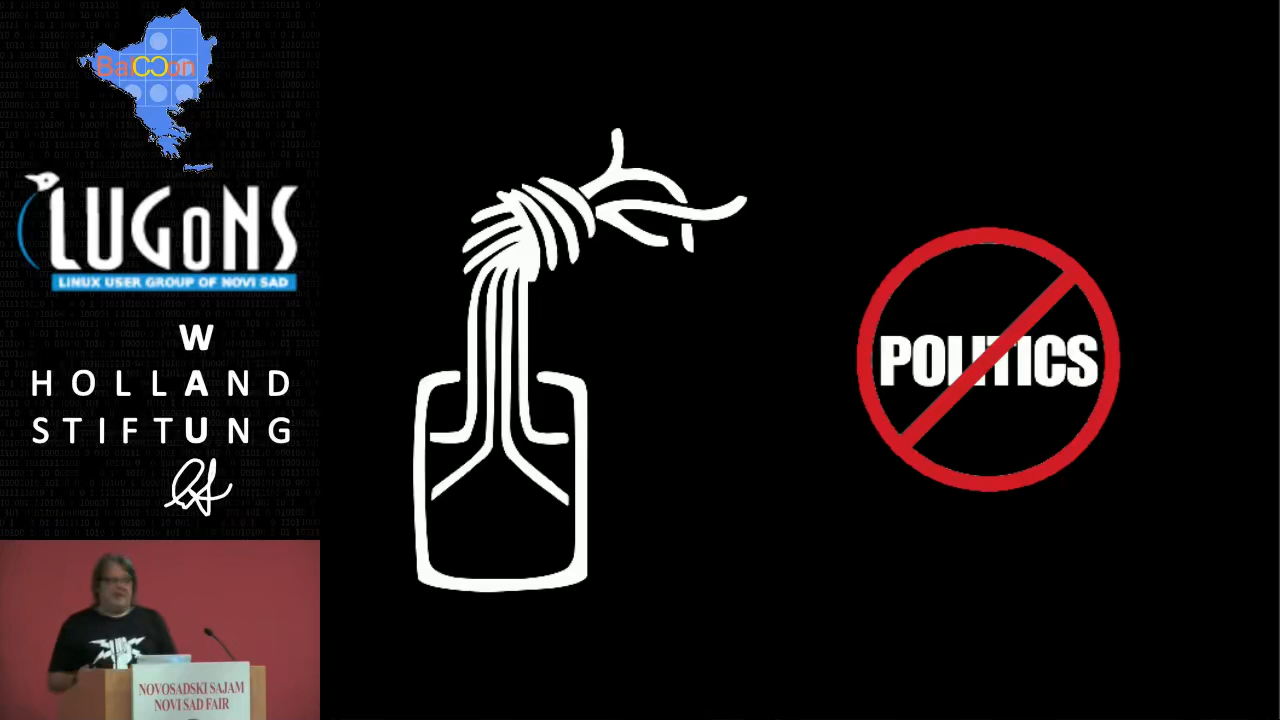 BalCCon
LUGoNS
LINUX USER GROUP OF NOVI SAD
W
HOLLAND
STIFTUNG
POLITICS
NOVOSADSKI SAJAM
NOVI SAD FAIR